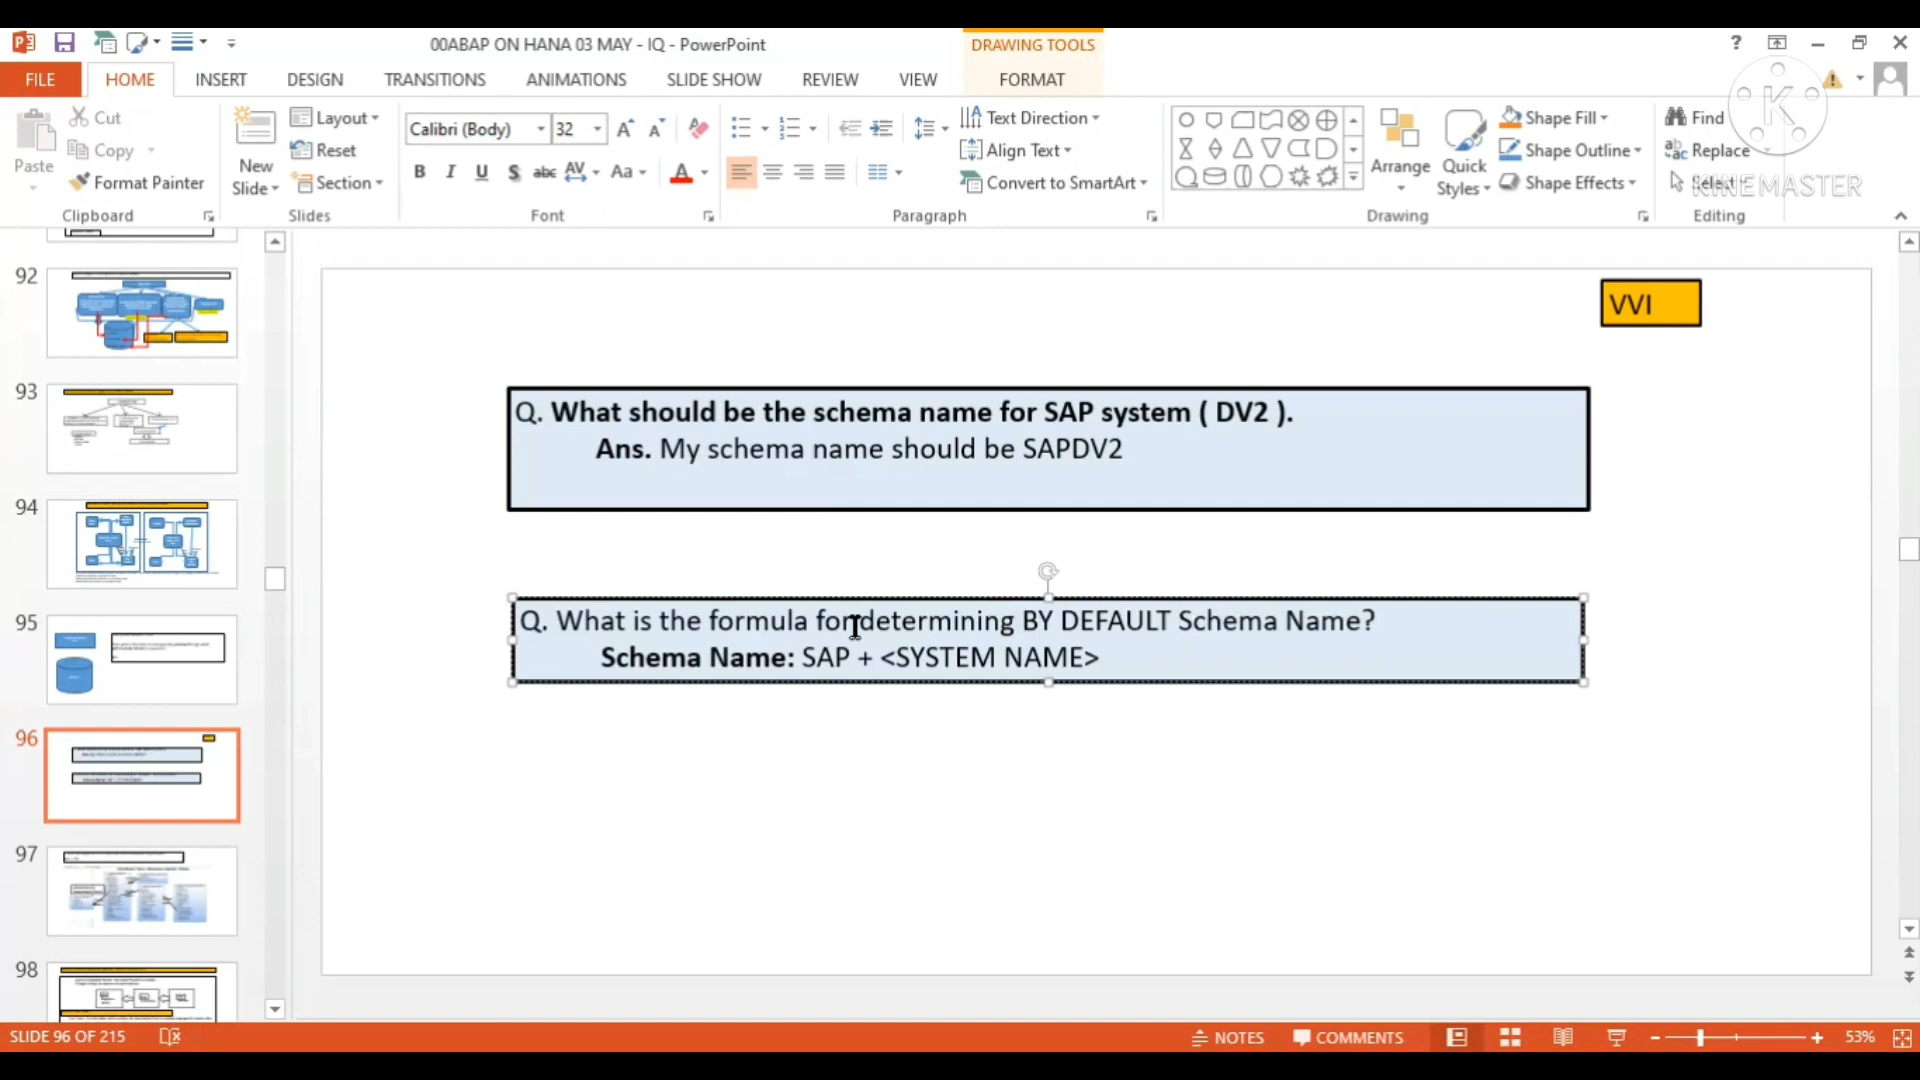 00ABAP ON HANA 03 MAY - IQ - PowerPoint
DRAWING TOOLS
?
FILE
HOME
INSERT
DESIGN
TRANSITIONS
ANIMATIONS
SLIDE SHOW
REVIEW
VIEW
FORMAT
Paste
Cut
Copy
Format Painter
Clipboard
New
Slide
Layout
Reset
Section
Slides
Calibri (Body)
32
B I U S abc AV Aa A
Font
Text Direction
Align Text
Convert to SmartArt
Paragraph
Arrange
Quick
Styles
Shape Fill
Shape Outline
Shape Effects
Drawing
Find
Replace
Select
Editing
K
KINEMASTER
92
93
94
95
96
97
98
VVI
Q. What should be the schema name for SAP system ( DV2 ).
Ans. My schema name should be SAPDV2
Q. What is the formula for determining BY DEFAULT Schema Name?
Schema Name: SAP + <SYSTEM NAME>
SLIDE 96 OF 215
NOTES
COMMENTS
53%